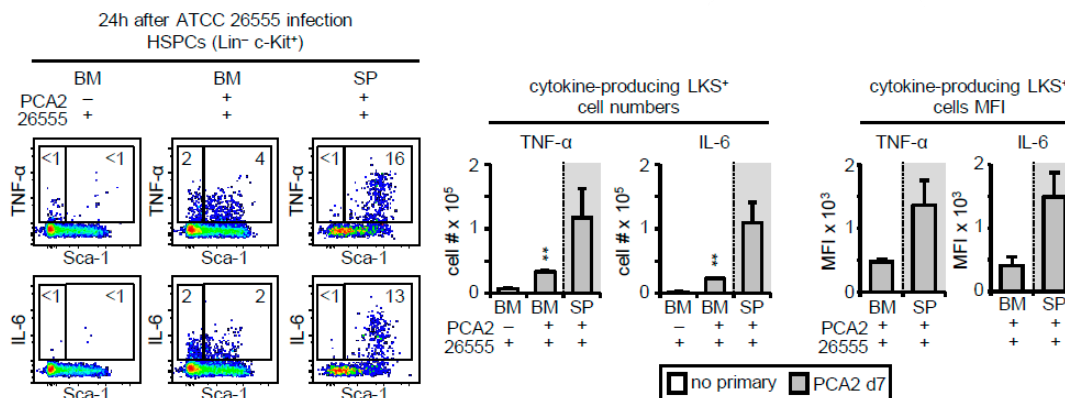 24h after ATCC 26555 infection
HSPCs (Lin⁻ c-Kit⁺)
BM BM SP
PCA2 – + +
26555 + + +
TNF-α
<1 <1
2 4
<1 16
Sca-1 Sca-1 Sca-1
IL-6
<1 <1
2 2
<1 13
Sca-1 Sca-1 Sca-1
cytokine-producing LKS⁺
cell numbers
TNF-α IL-6
cell # x 10⁵
2
1
0
**
BM BM SP
cell # x 10⁵
2
1
0
**
BM BM SP
PCA2 – + + – + +
26555 + + + + + +
cytokine-producing LKS⁺
cells MFI
TNF-α IL-6
MFI x 10³
2
1
0
BM SP
MFI x 10³
2
1
0
BM SP
PCA2 + + + +
26555 + + + +
no primary PCA2 d7